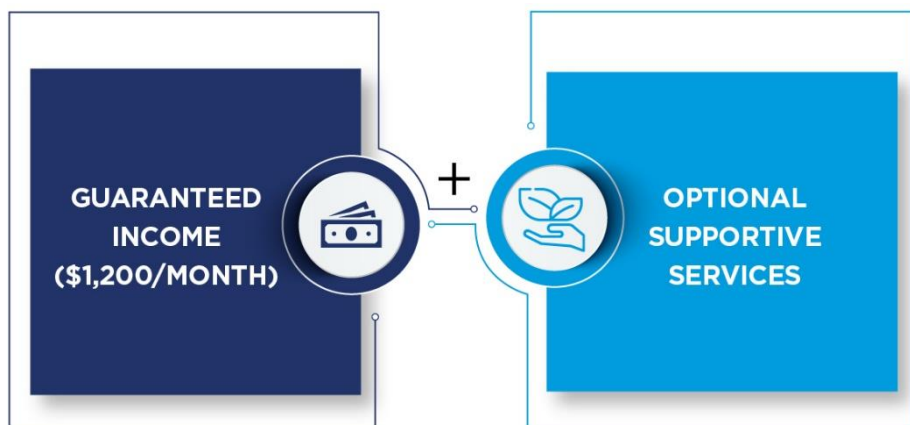 GUARANTEED
INCOME
($1,200/MONTH)
+
OPTIONAL
SUPPORTIVE
SERVICES